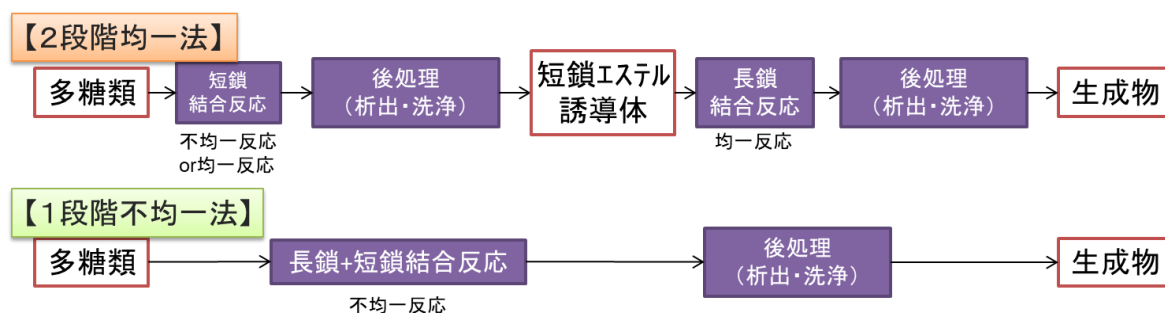 【2段階均一法】
多糖類
短鎖
結合反応
不均一反応
or均一反応
後処理
(析出・洗浄)
短鎖エステル
誘導体
長鎖
結合反応
均一反応
後処理
(析出・洗浄)
生成物
【1段階不均一法】
多糖類
長鎖+短鎖結合反応
不均一反応
後処理
(析出・洗浄)
生成物